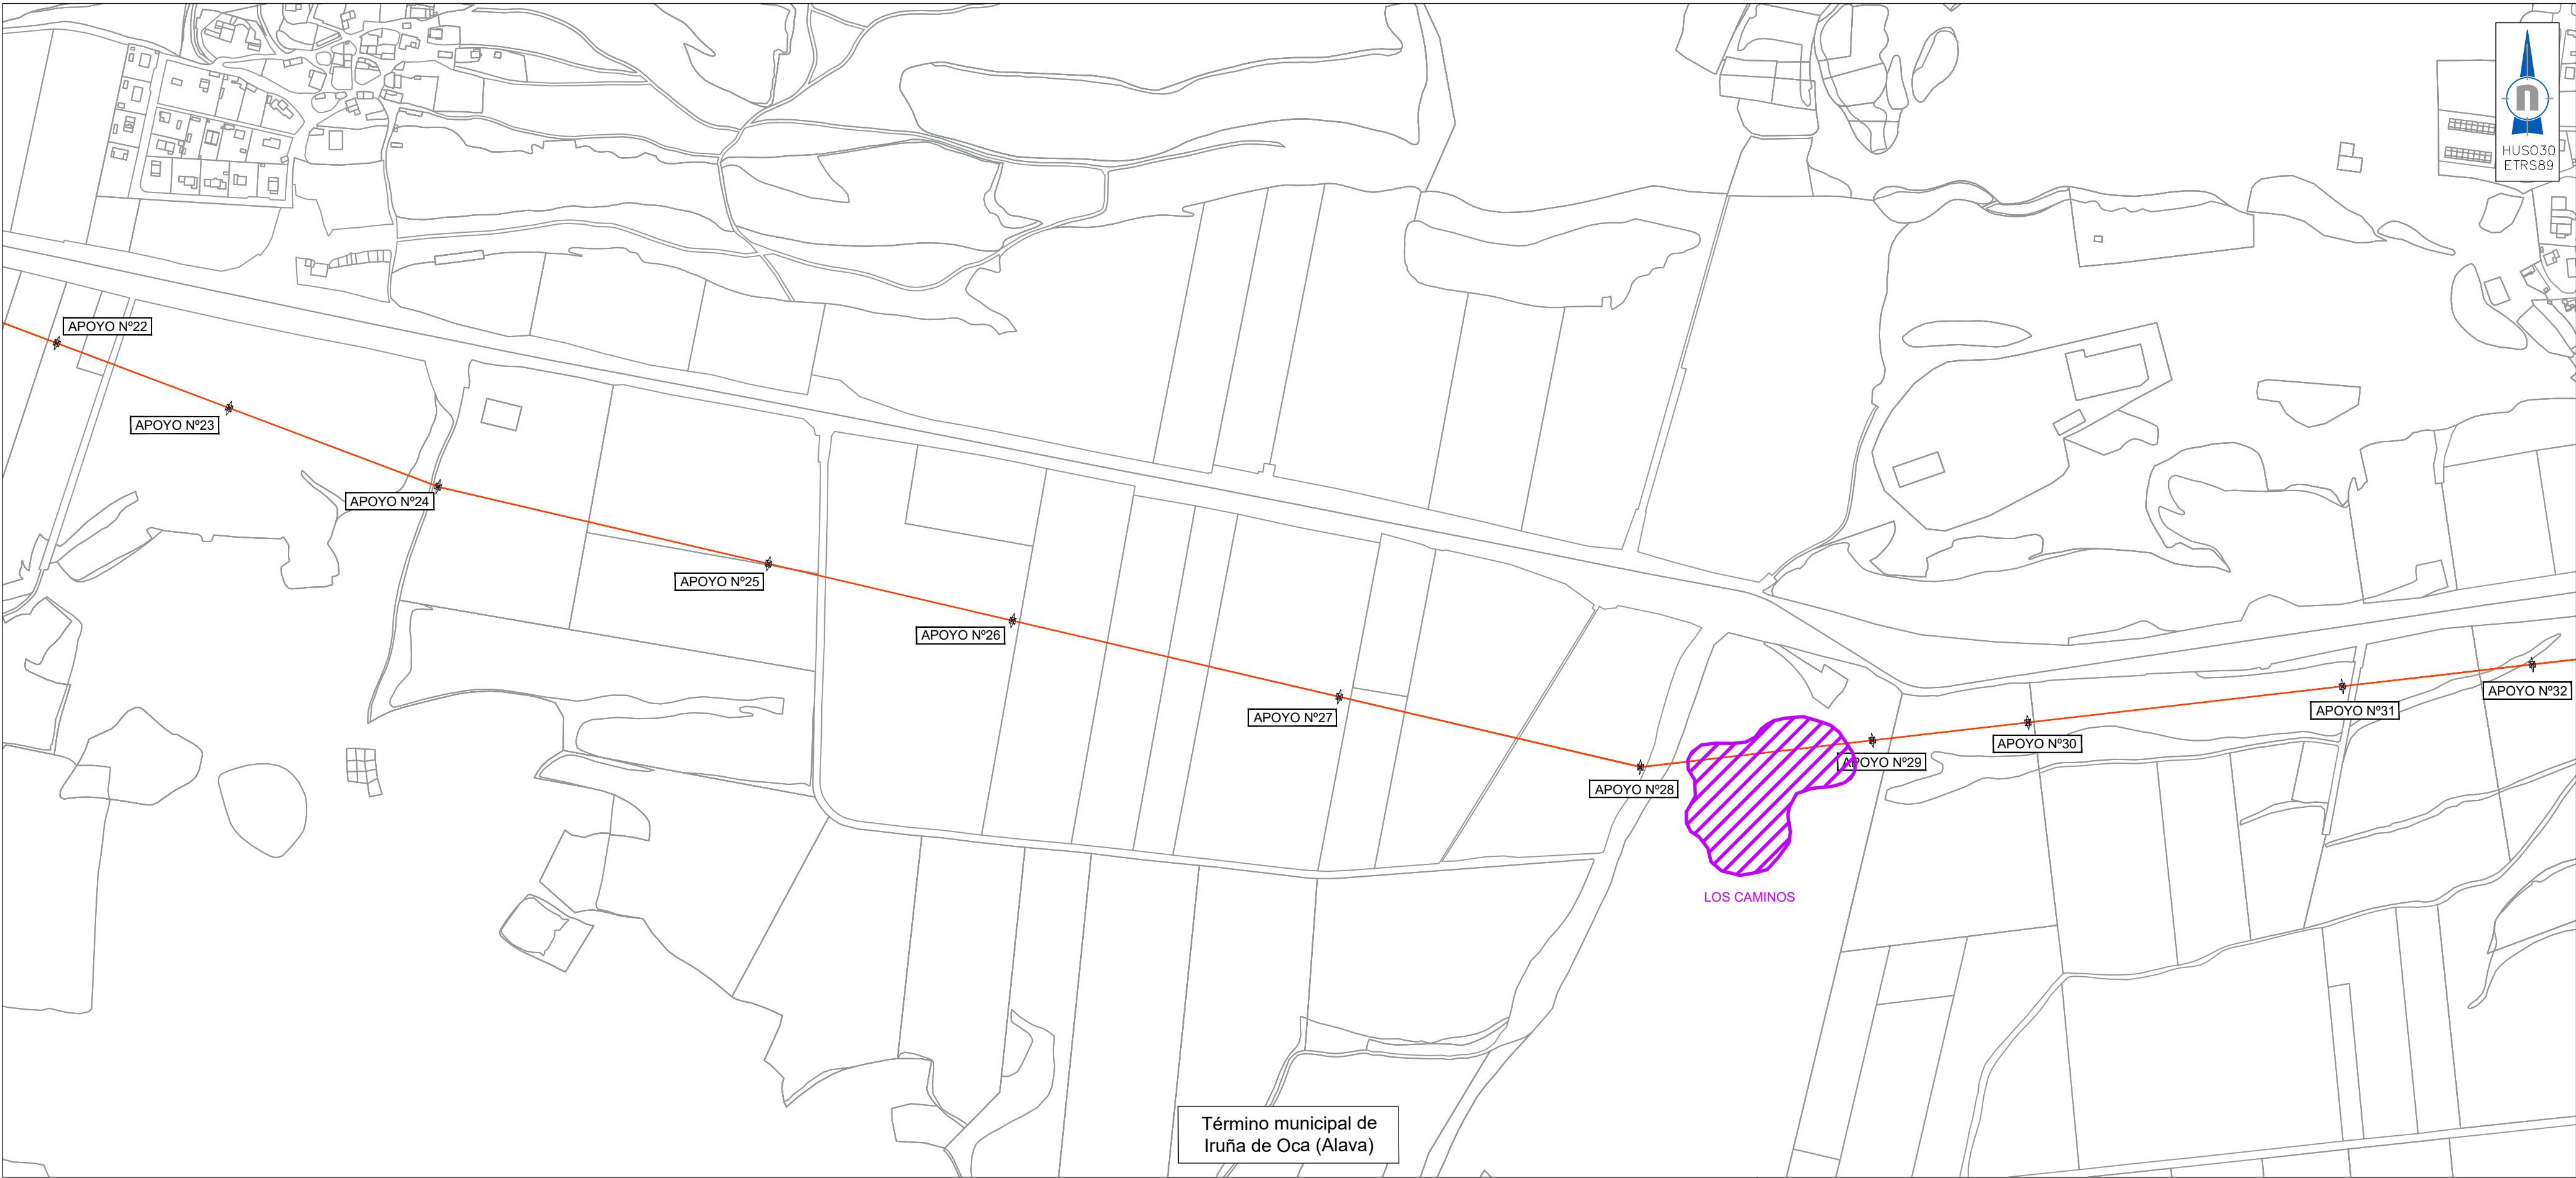 n
HUSO30
ETRS89
APOYO Nº22
APOYO Nº23
APOYO Nº24
APOYO Nº25
APOYO Nº26
APOYO Nº27
APOYO Nº28
APOYO Nº29
APOYO Nº30
APOYO Nº31
APOYO Nº32
LOS CAMINOS
Término municipal de
Iruña de Oca (Alava)